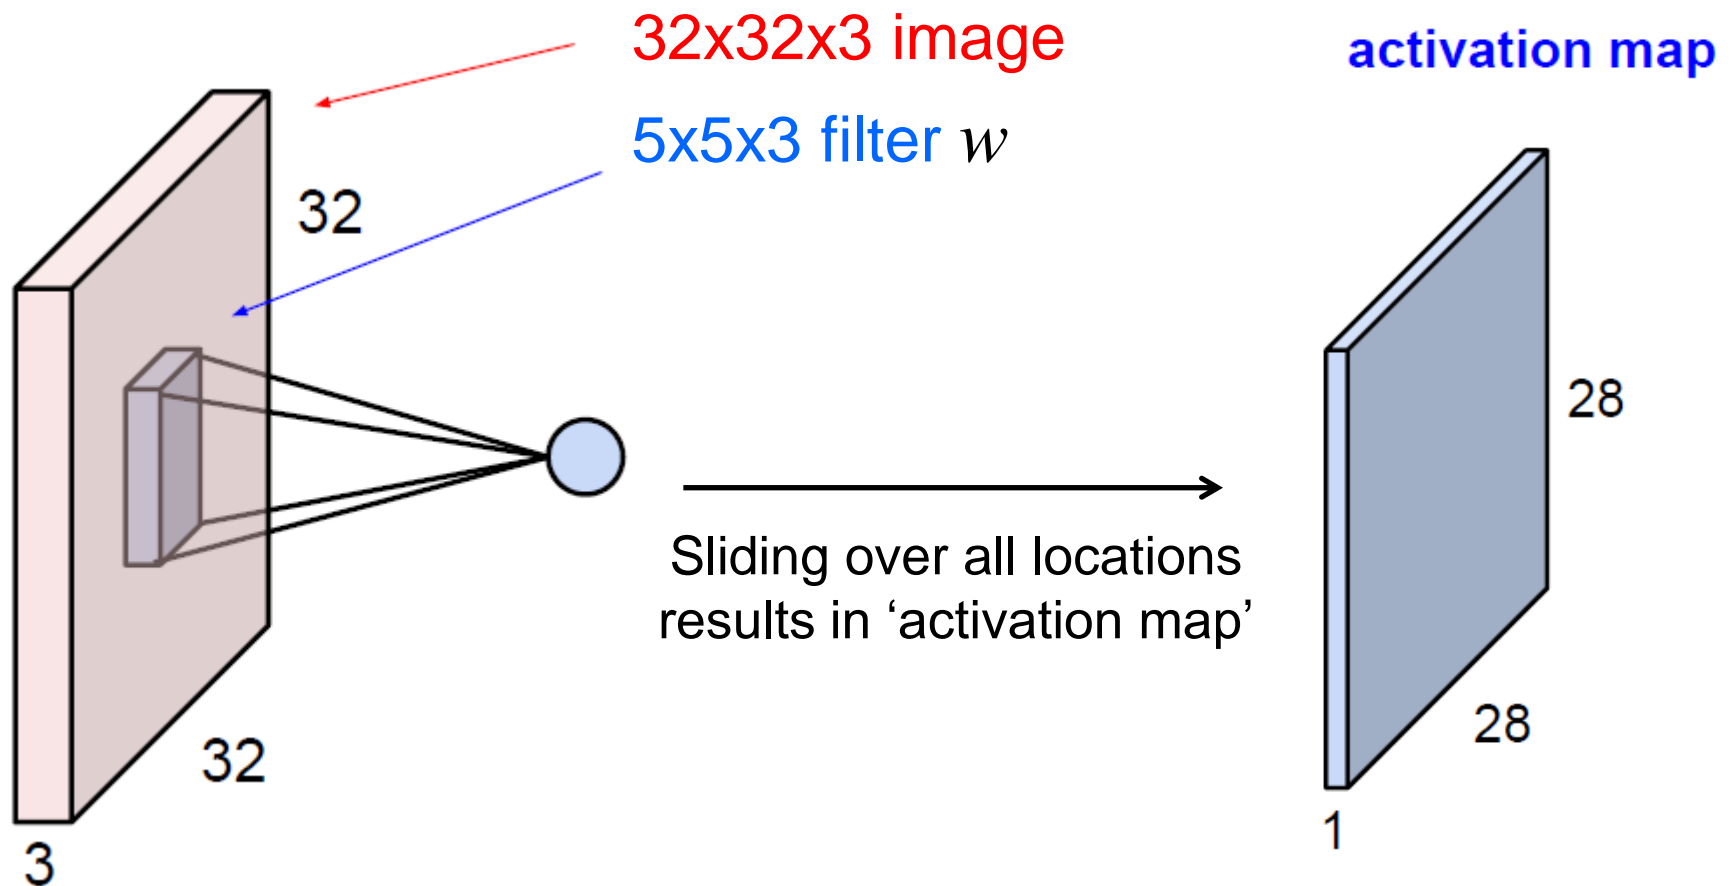 32x32x3 image
activation map
5x5x3 filter w
32
28
Sliding over all locations
results in ‘activation map’
28
32
1
3